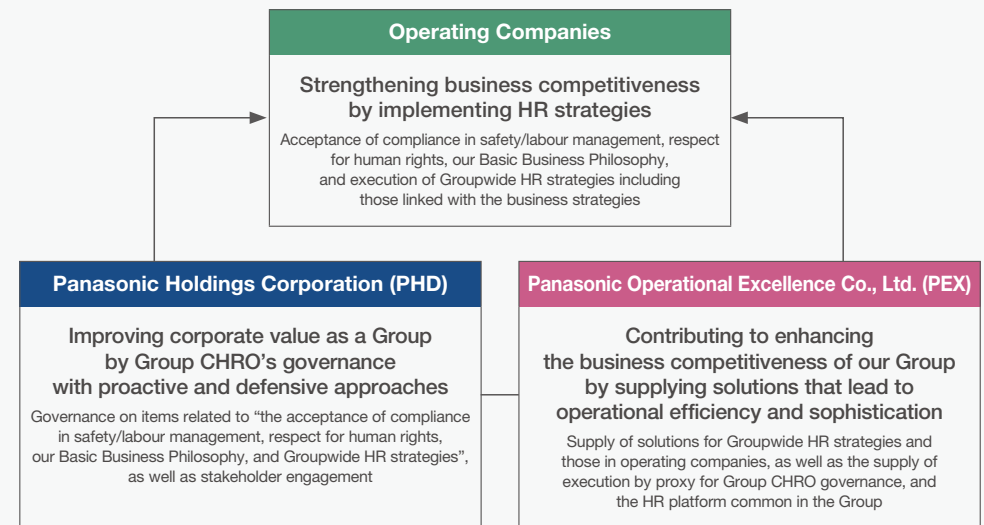 Operating Companies
Strengthening business competitiveness
by implementing HR strategies
Acceptance of compliance in safety/labour management, respect
for human rights, our Basic Business Philosophy,
and execution of Groupwide HR strategies including
those linked with the business strategies
Panasonic Holdings Corporation (PHD)
Improving corporate value as a Group
by Group CHRO’s governance
with proactive and defensive approaches
Governance on items related to “the acceptance of compliance
in safety/labour management, respect for human rights,
our Basic Business Philosophy, and Groupwide HR strategies”,
as well as stakeholder engagement
Panasonic Operational Excellence Co., Ltd. (PEX)
Contributing to enhancing
the business competitiveness of our Group
by supplying solutions that lead to
operational efficiency and sophistication
Supply of solutions for Groupwide HR strategies and
those in operating companies, as well as the supply of
execution by proxy for Group CHRO governance, and
the HR platform common in the Group